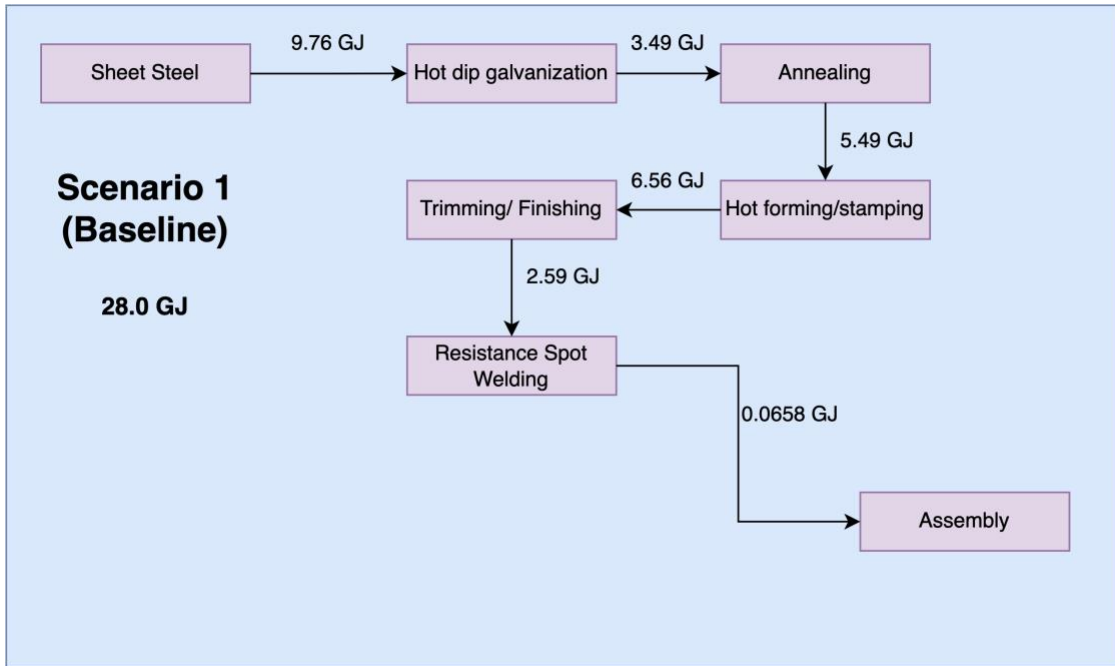 9.76 GJ
3.49 GJ
Sheet Steel
Hot dip galvanization
Annealing
5.49 GJ
Scenario 1
(Baseline)
6.56 GJ
Trimming/ Finishing
Hot forming/stamping
28.0 GJ
2.59 GJ
Resistance Spot
Welding
0.0658 GJ
Assembly